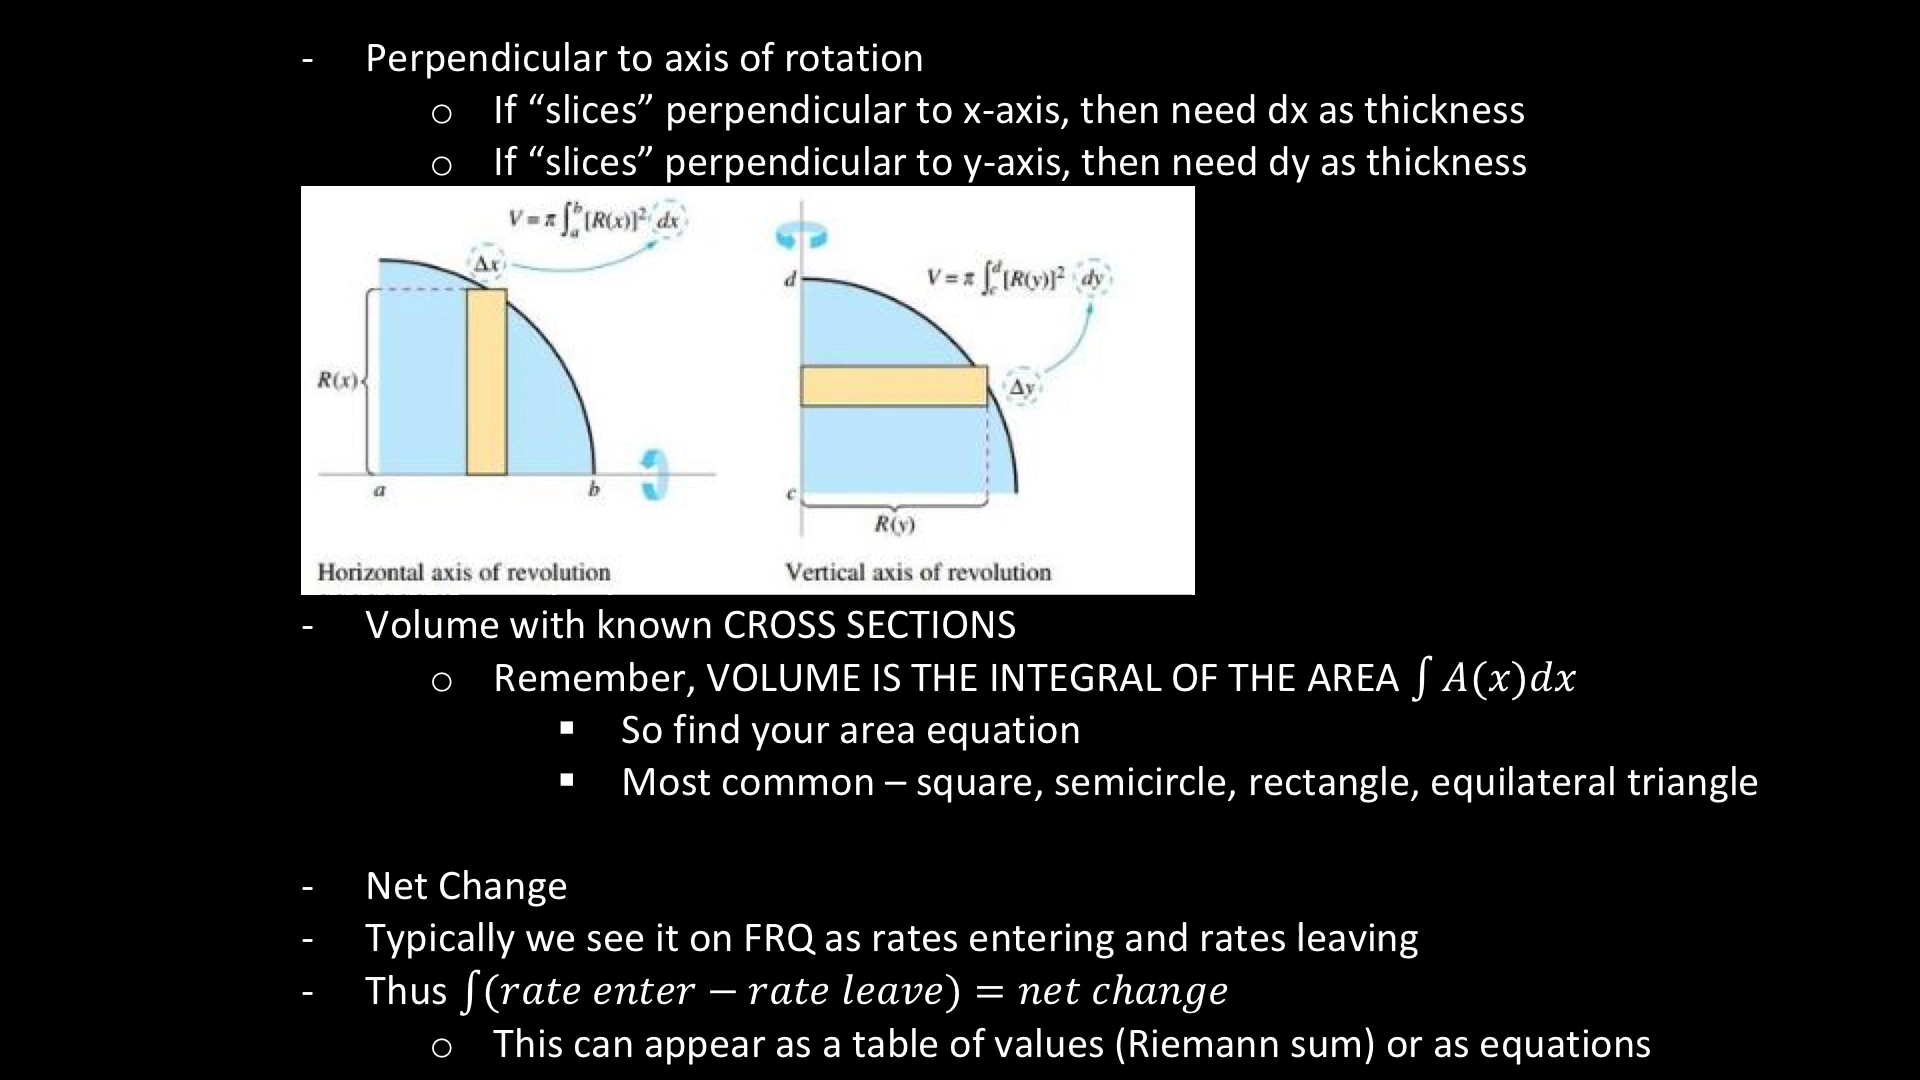 - Perpendicular to axis of rotation
o If “slices” perpendicular to x-axis, then need dx as thickness
o If “slices” perpendicular to y-axis, then need dy as thickness
V = π ∫ₐᵇ [R(x)]² dx
Δx
R(x)
a b
Horizontal axis of revolution
d
V = π ∫꜀ᵈ [R(y)]² dy
Δy
c
R(y)
Vertical axis of revolution
- Volume with known CROSS SECTIONS
o Remember, VOLUME IS THE INTEGRAL OF THE AREA ∫ A(x)dx
▪ So find your area equation
▪ Most common – square, semicircle, rectangle, equilateral triangle
- Net Change
- Typically we see it on FRQ as rates entering and rates leaving
- Thus ∫(rate enter − rate leave) = net change
o This can appear as a table of values (Riemann sum) or as equations